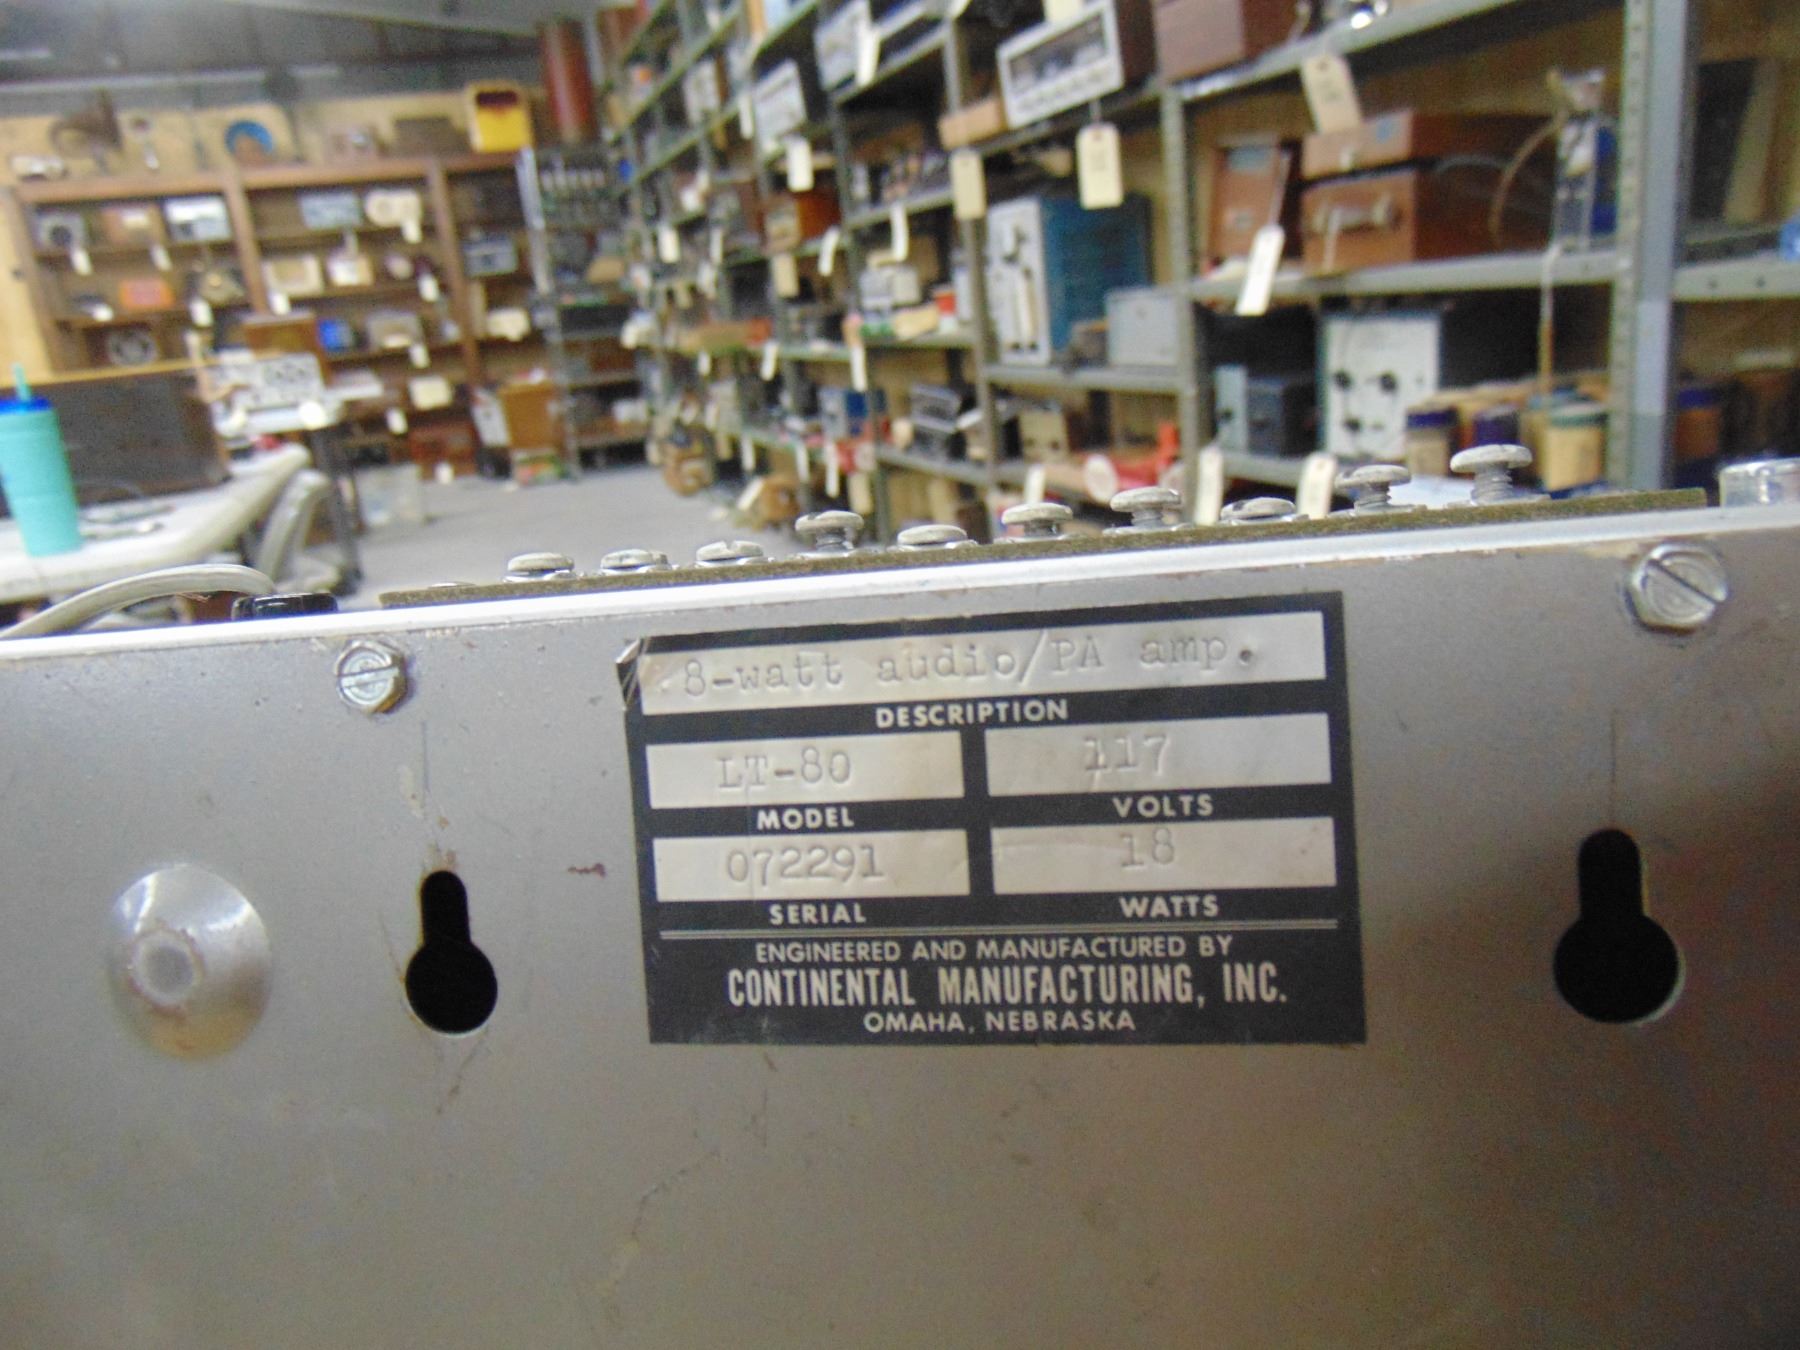 8-watt audio/PA amp.
DESCRIPTION
LT-80
117
MODEL
VOLTS
072291
18
SERIAL
WATTS
ENGINEERED AND MANUFACTURED BY
CONTINENTAL MANUFACTURING, INC.
OMAHA, NEBRASKA